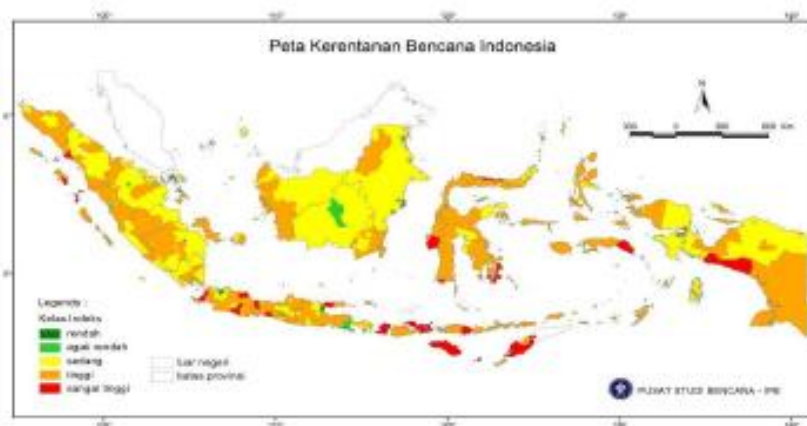 Peta Kerentanan Bencana Indonesia
N
Legenda :
Kelas Indeks
rendah
agak rendah
sedang
tinggi
sangat tinggi
luar negeri
batas provinsi
PUSAT STUDI BENCANA - IPB